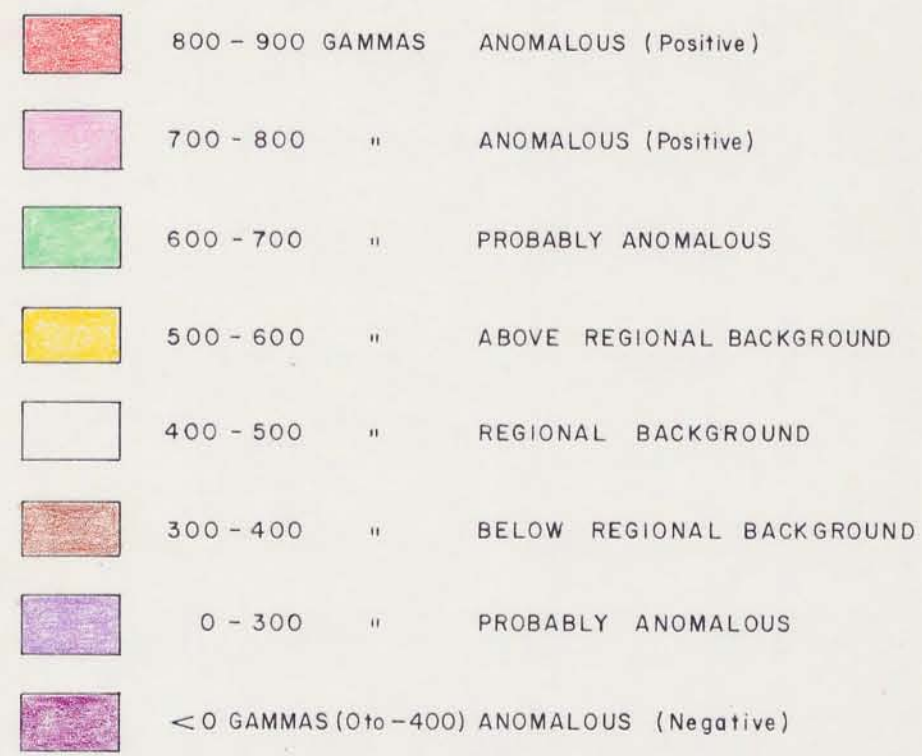 800 - 900 GAMMAS ANOMALOUS (Positive)
700 - 800 " ANOMALOUS (Positive)
600 - 700 " PROBABLY ANOMALOUS
500 - 600 " ABOVE REGIONAL BACKGROUND
400 - 500 " REGIONAL BACKGROUND
300 - 400 " BELOW REGIONAL BACKGROUND
0 - 300 " PROBABLY ANOMALOUS
<0 GAMMAS (0 to -400) ANOMALOUS (Negative)